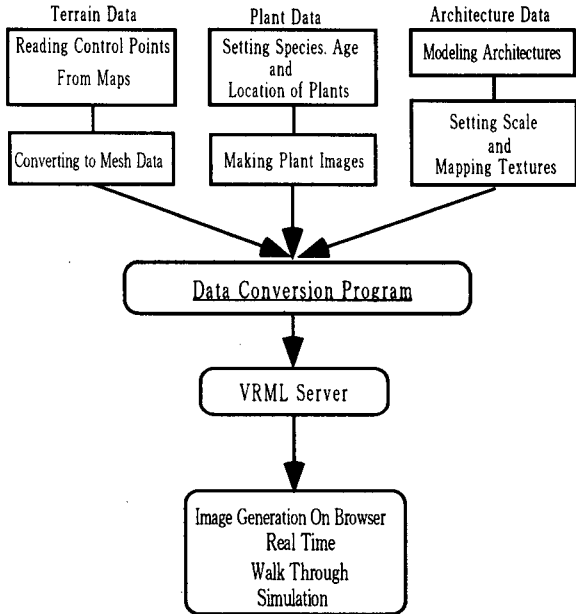 Terrain Data
Reading Control Points
From Maps
Converting to Mesh Data
Plant Data
Setting Species. Age
and
Location of Plants
Making Plant Images
Architecture Data
Modeling Architectures
Setting Scale
and
Mapping Textures
Data Conversion Program
VRML Server
Image Generation On Browser
Real Time
Walk Through
Simulation